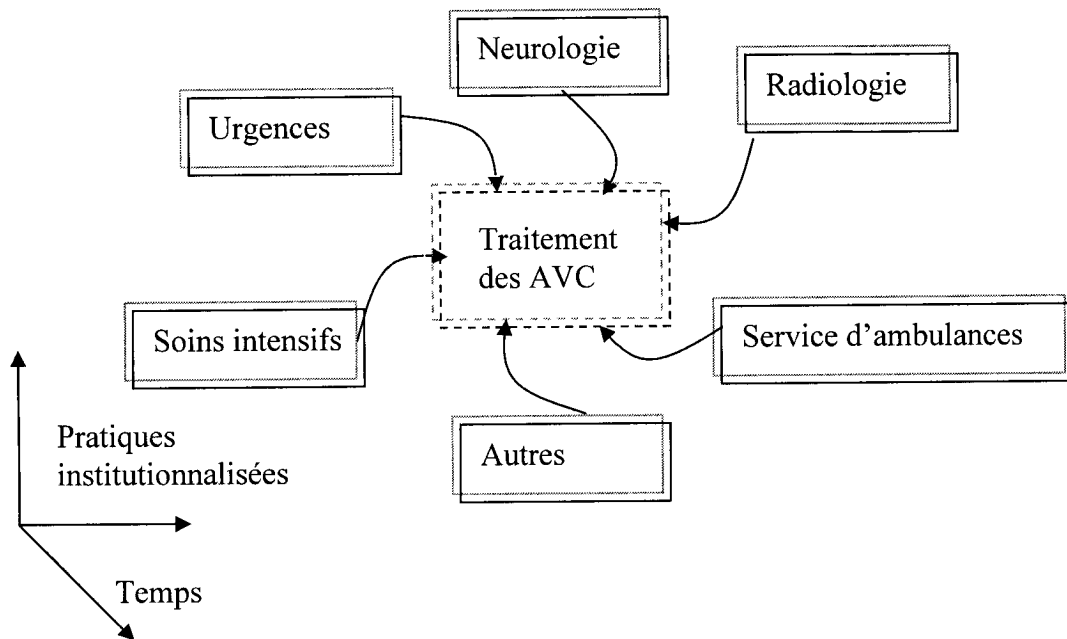 Neurologie
Radiologie
Urgences
Traitement
des AVC
Soins intensifs
Service d'ambulances
Pratiques
institutionnalisées
Autres
Temps